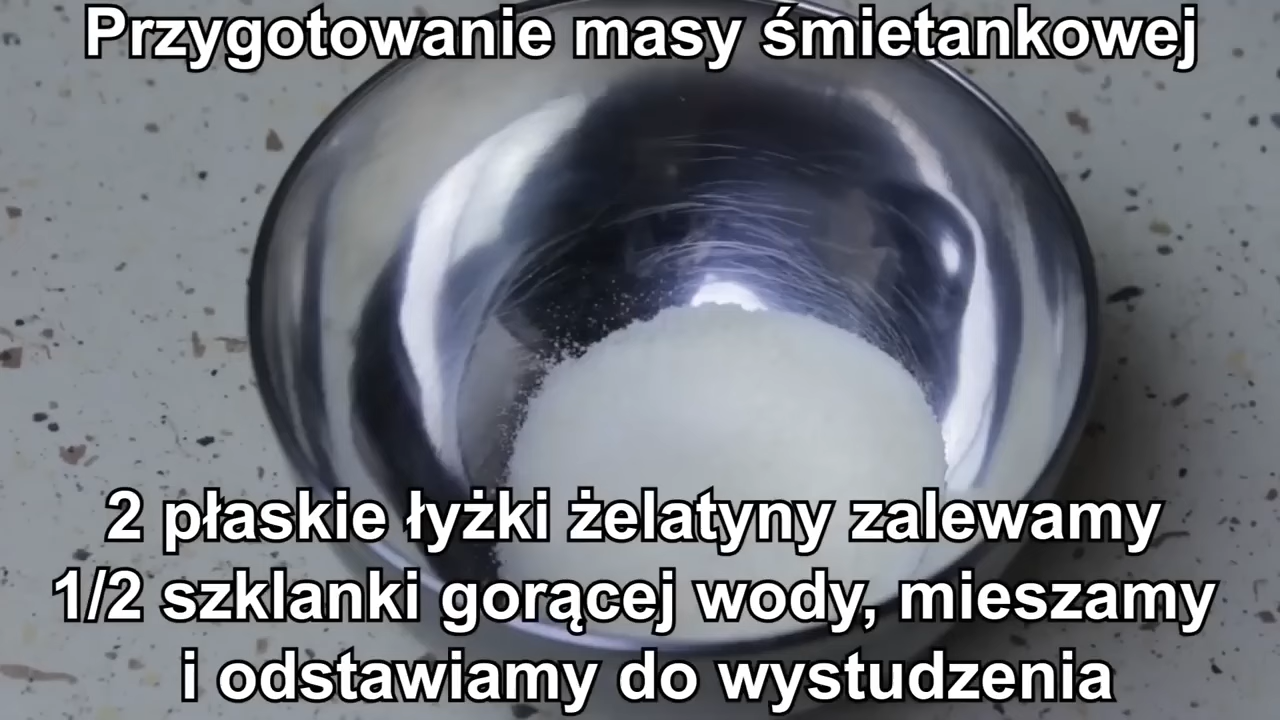 Przygotowanie masy śmietankowej
2 płaskie łyżki żelatyny zalewamy
1/2 szklanki gorącej wody, mieszamy
i odstawiamy do wystudzenia